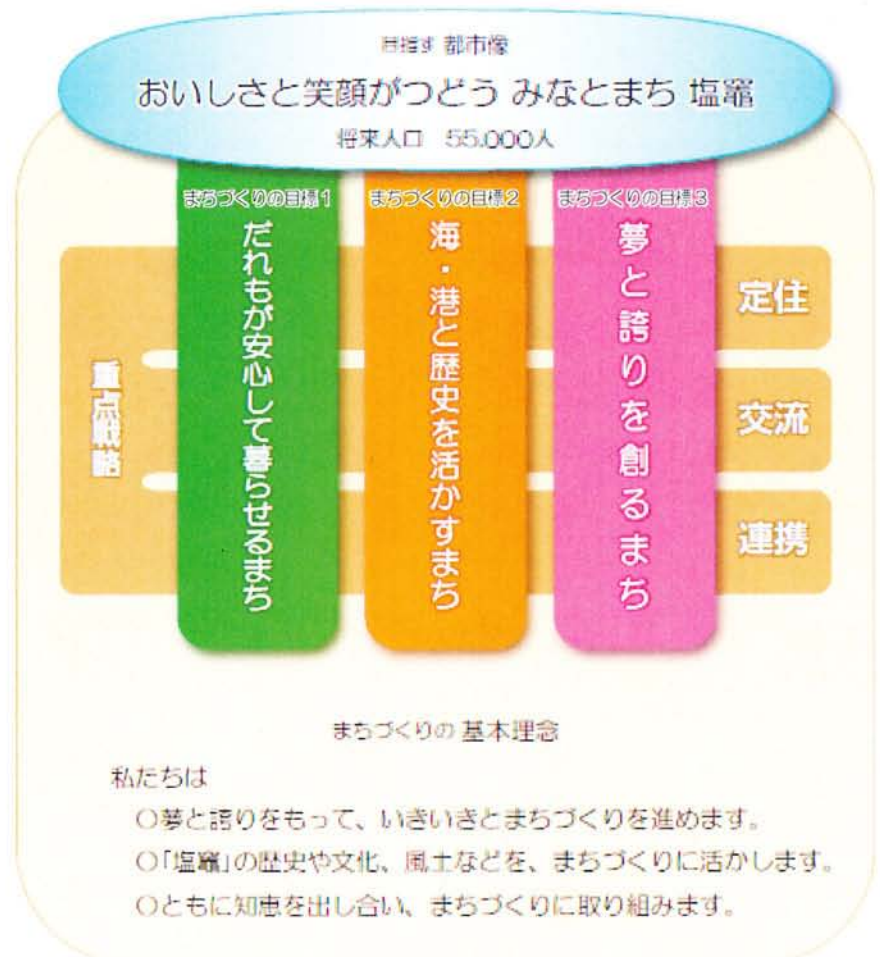 目指す 都市像
おいしさと笑顔がつどう みなとまち 塩竈
将来人口 55,000人
まちづくりの目標1
だれもが安心して暮らせるまち
まちづくりの目標2
海・港と歴史を活かすまち
まちづくりの目標3
夢と誇りを創るまち
重点戦略
定住
交流
連携
まちづくりの 基本理念
私たちは
○夢と誇りをもって、いきいきとまちづくりを進めます。
○「塩竈」の歴史や文化、風土などを、まちづくりに活かします。
○ともに知恵を出し合い、まちづくりに取り組みます。